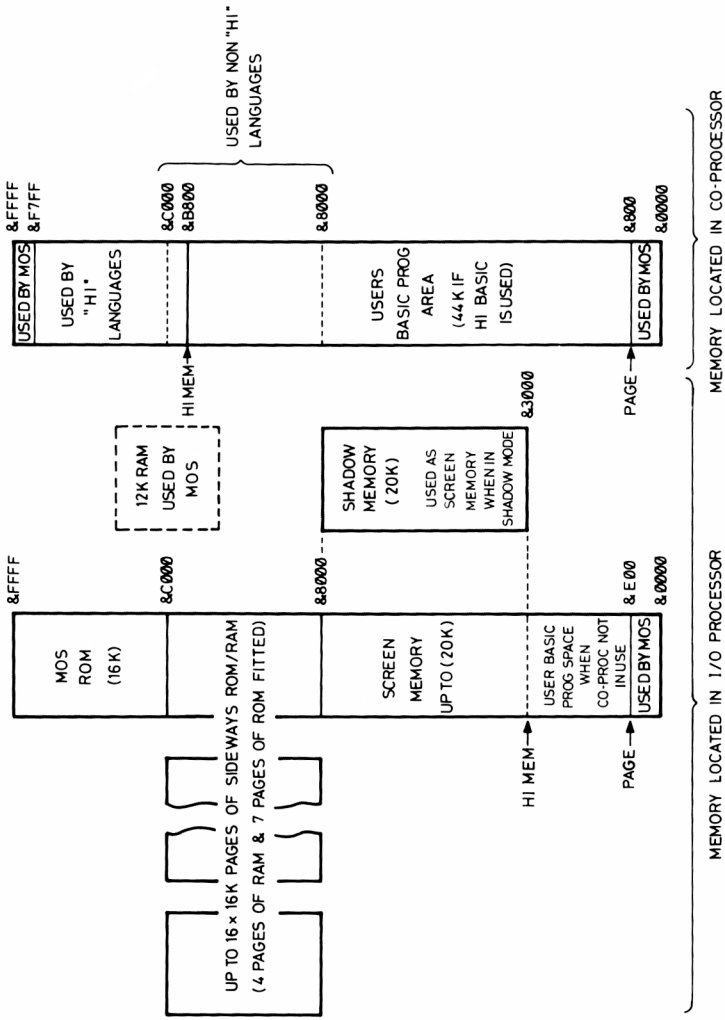 UP TO 16 x 16K PAGES OF SIDEWAYS ROM/RAM
(4 PAGES OF RAM & 7 PAGES OF ROM FITTED)
&FFFF
MOS
ROM
(16K)
&C000
&8000
SCREEN
MEMORY
UP TO (20K)
HI MEM
USER BASIC
PROG SPACE
WHEN
CO-PROC NOT
IN USE
PAGE
&E00
USED BY MOS
&0000
12K RAM
USED BY
MOS
SHADOW
MEMORY
(20K)
USED AS
SCREEN
MEMORY
WHEN IN
SHADOW MODE
&3000
&FFFF
USED BY MOS
&F7FF
USED BY
"HI"
LANGUAGES
&C000
HI MEM
&B800
&8000
USERS
BASIC PROG
AREA
(44K IF
HI BASIC
IS USED)
PAGE
&800
USED BY MOS
&0000
USED BY NON "HI"
LANGUAGES
MEMORY LOCATED IN I/O PROCESSOR
MEMORY LOCATED IN CO-PROCESSOR